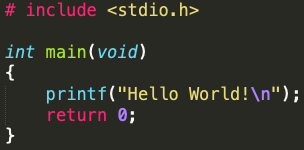 # include <stdio.h>

int main(void)
{
    printf("Hello World!\n");
    return 0;
}